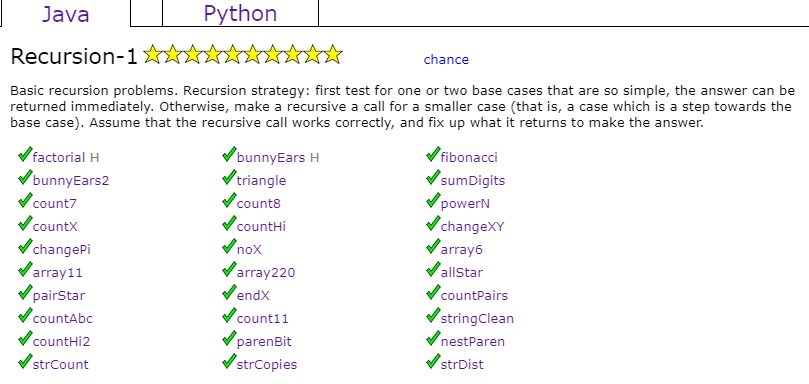 Java Python
Recursion-1 chance
Basic recursion problems. Recursion strategy: first test for one or two base cases that are so simple, the answer can be
returned immediately. Otherwise, make a recursive a call for a smaller case (that is, a case which is a step towards the
base case). Assume that the recursive call works correctly, and fix up what it returns to make the answer.
factorial H bunnyEars H fibonacci
bunnyEars2 triangle sumDigits
count7 count8 powerN
countX countHi changeXY
changePi noX array6
array11 array220 allStar
pairStar endX countPairs
countAbc count11 stringClean
countHi2 parenBit nestParen
strCount strCopies strDist